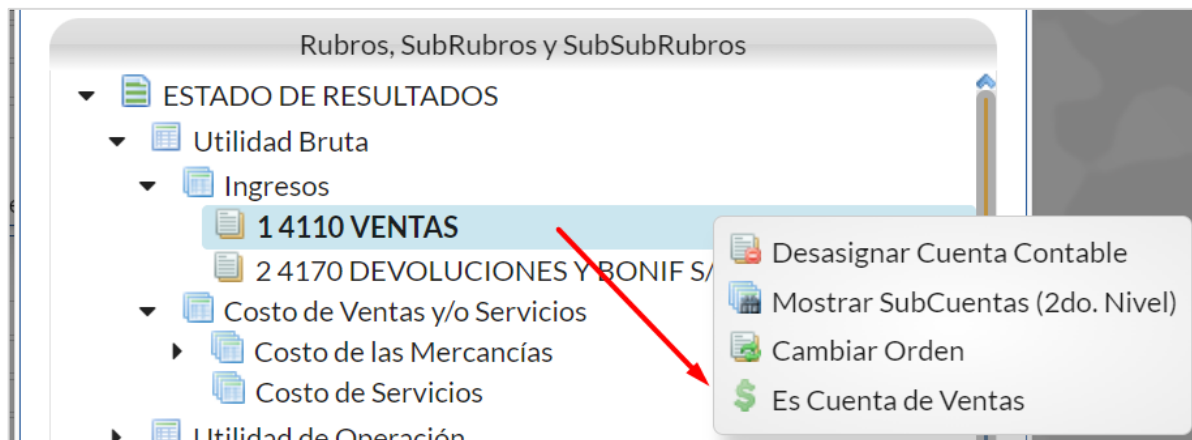 Rubros, SubRubros y SubSubRubros
ESTADO DE RESULTADOS
Utilidad Bruta
Ingresos
1 4110 VENTAS
2 4170 DEVOLUCIONES Y BONIF S/
Costo de Ventas y/o Servicios
Costo de las Mercancías
Costo de Servicios
Utilidad de Operación
Desasignar Cuenta Contable
Mostrar SubCuentas (2do. Nivel)
Cambiar Orden
Es Cuenta de Ventas